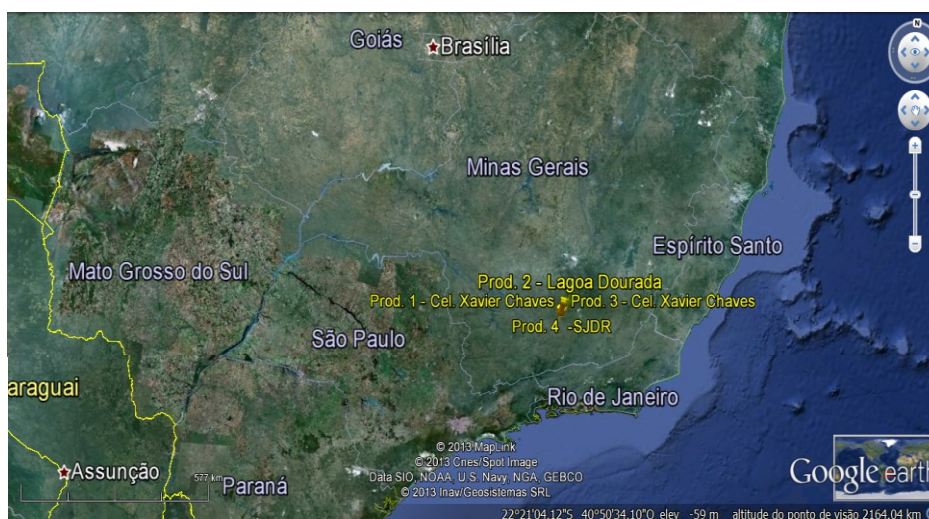 N
Goiás
Brasília
Minas Gerais
Espírito Santo
Mato Grosso do Sul
Prod. 2 - Lagoa Dourada
Prod. 1 - Cel. Xavier Chaves
Prod. 3 - Cel. Xavier Chaves
Prod. 4 -SJDR
São Paulo
araguai
Rio de Janeiro
© 2013 MapLink
© 2013 Cnes/Spot Image
Data SIO, NOAA, U.S. Navy, NGA, GEBCO
© 2013 Inav/Geosistemas SRL
Assunção
577 km
Paraná
Google earth
22°21'04.12"S 40°50'34.10"O elev -59 m altitude do ponto de visão 2164.04 km